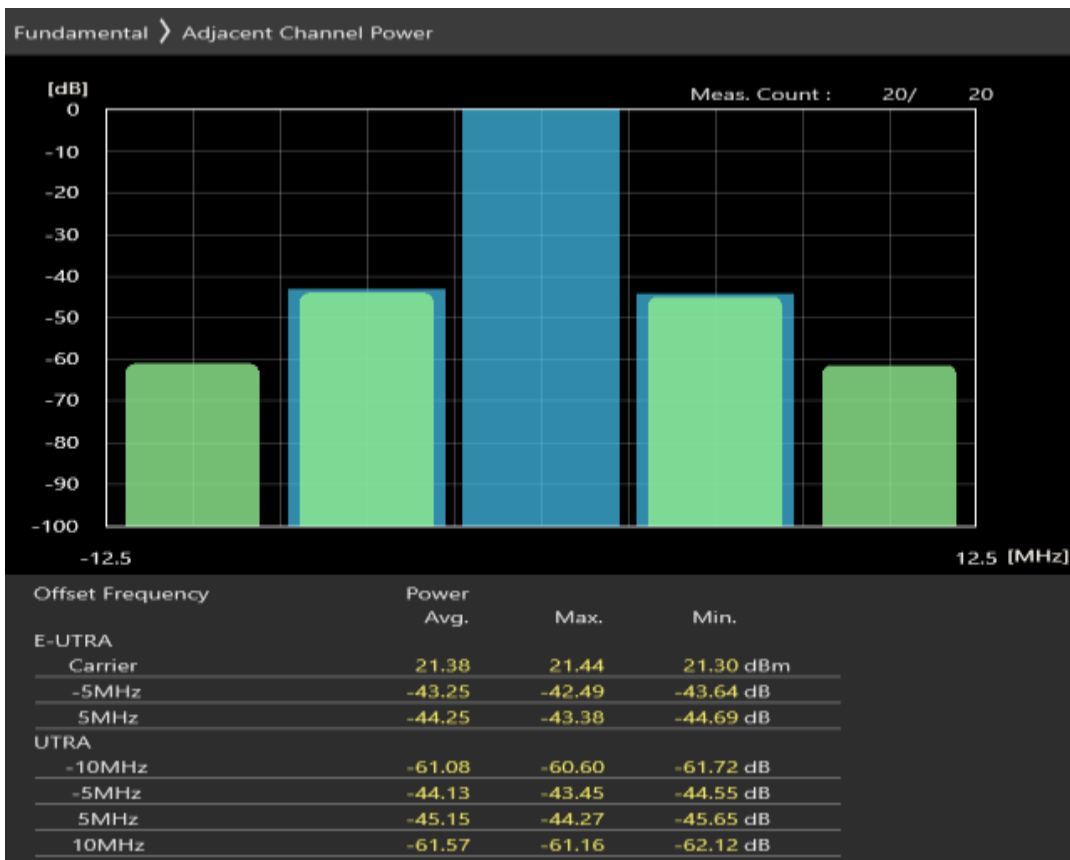 Fundamental ❯ Adjacent Channel Power
[dB]
Meas. Count : 20/ 20
0
-10
-20
-30
-40
-50
-60
-70
-80
-90
-100
-12.5 12.5 [MHz]
Offset Frequency Power
Avg. Max. Min.
E-UTRA
Carrier 21.38 21.44 21.30 dBm
-5MHz -43.25 -42.49 -43.64 dB
5MHz -44.25 -43.38 -44.69 dB
UTRA
-10MHz -61.08 -60.60 -61.72 dB
-5MHz -44.13 -43.45 -44.55 dB
5MHz -45.15 -44.27 -45.65 dB
10MHz -61.57 -61.16 -62.12 dB